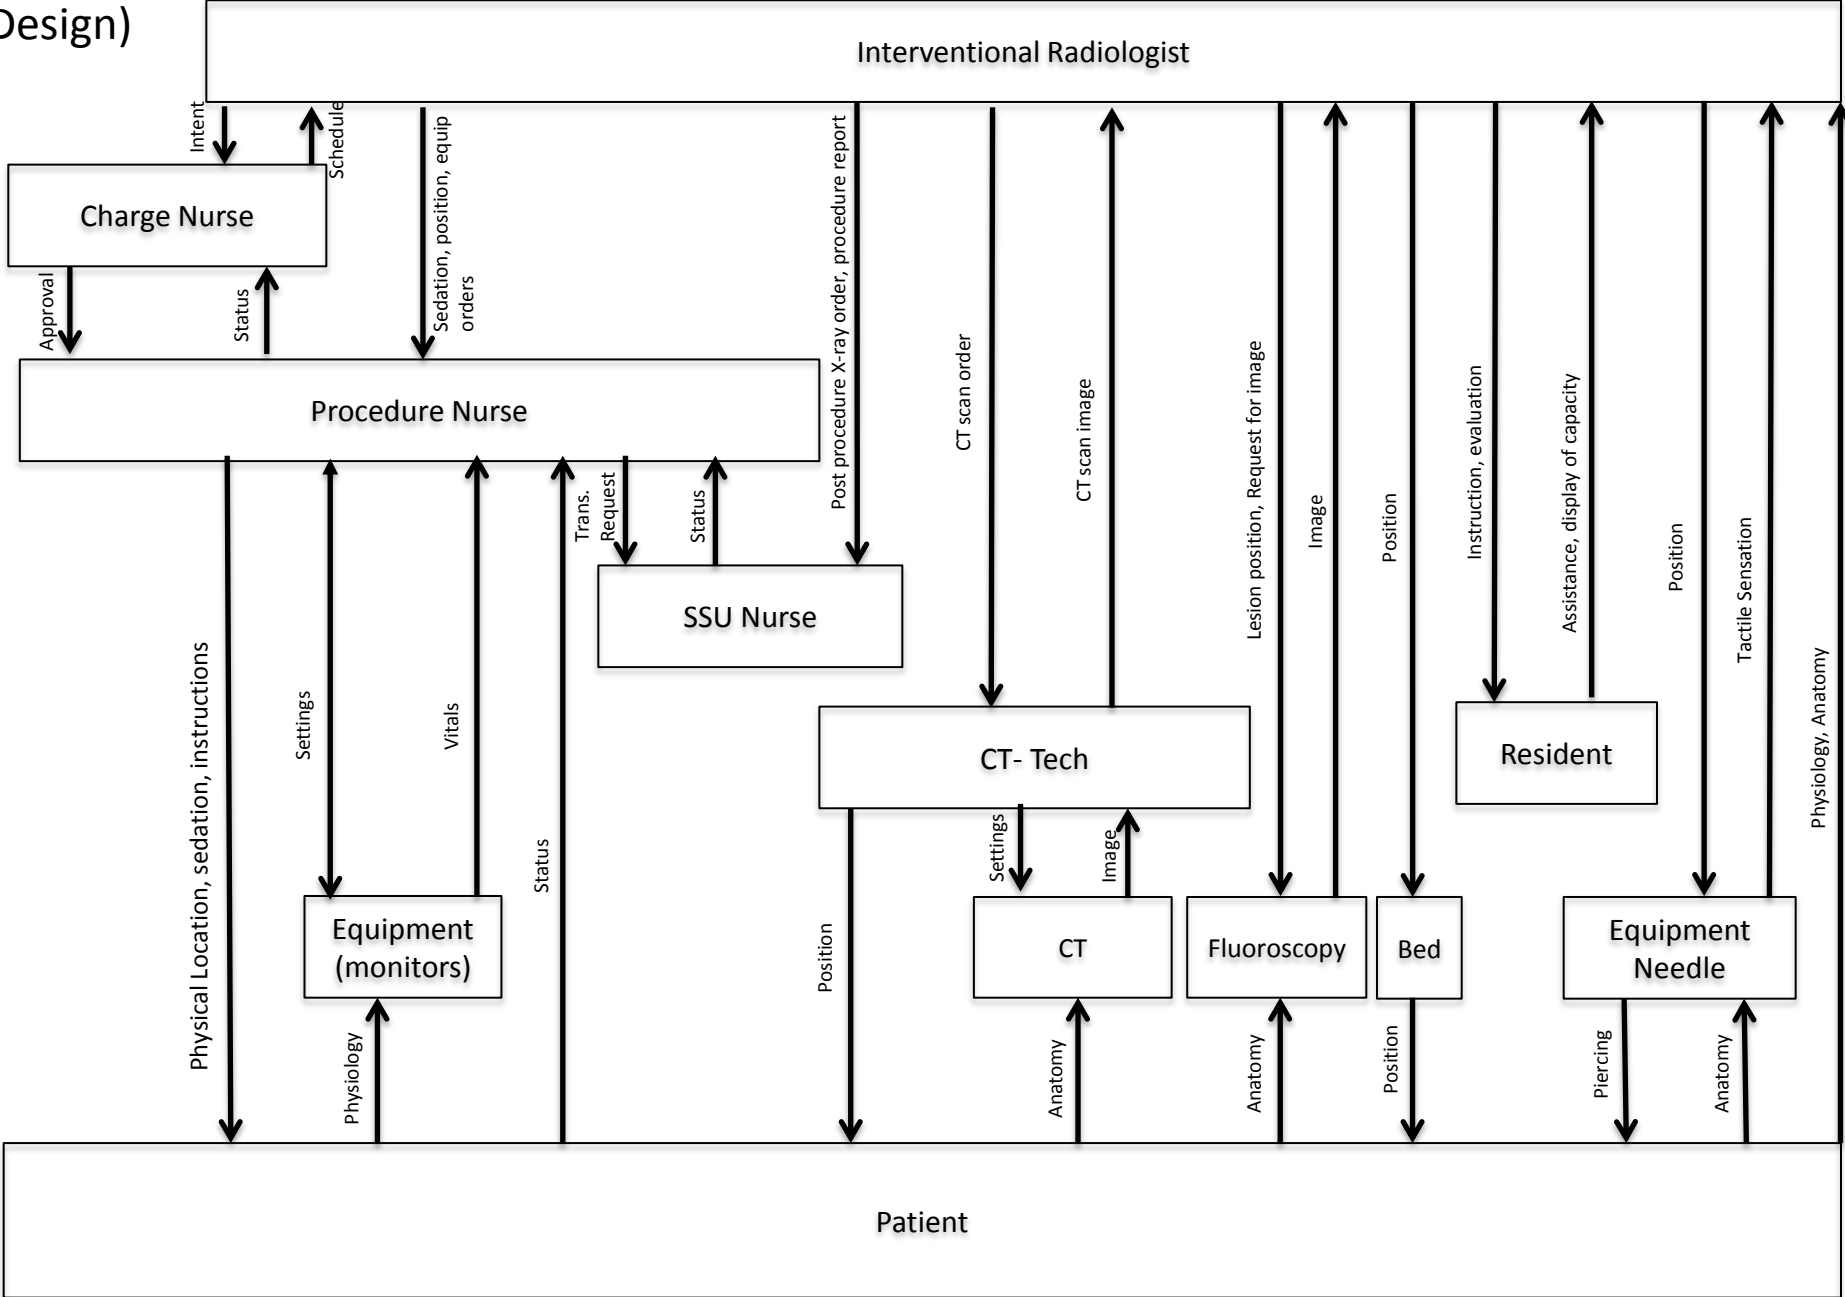 Design)
Interventional Radiologist
Intent
Schedule
Sedation, position, equip
orders
Post procedure X-ray order, procedure report
CT scan order
CT scan image
Lesion position, Request for image
Image
Position
Instruction, evaluation
Assistance, display of capacity
Position
Tactile Sensation
Physiology, Anatomy
Charge Nurse
Approval
Status
Procedure Nurse
Physical Location, sedation, instructions
Settings
Vitals
Status
Trans.
Request
Status
SSU Nurse
CT- Tech
Resident
Position
Settings
Image
Equipment
(monitors)
CT
Fluoroscopy
Bed
Equipment
Needle
Physiology
Anatomy
Anatomy
Position
Piercing
Anatomy
Patient